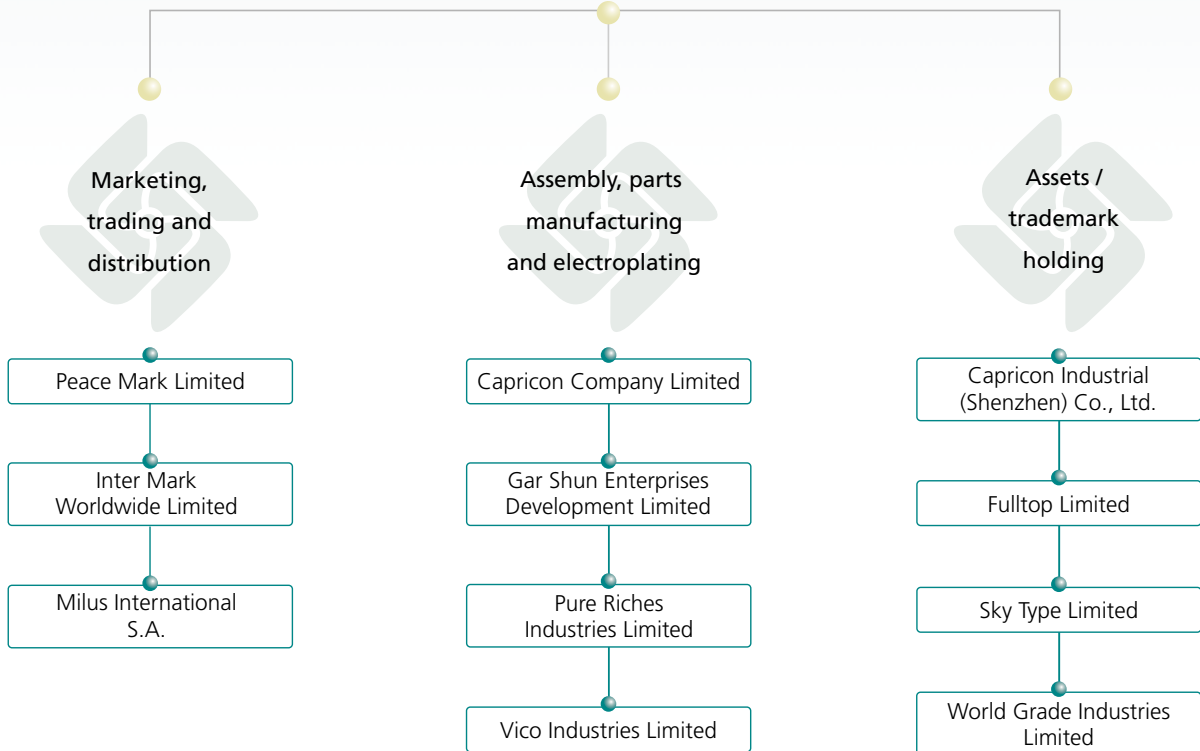 Marketing,
trading and
distribution
Peace Mark Limited
Inter Mark
Worldwide Limited
Milus International
S.A.
Assembly, parts
manufacturing
and electroplating
Capricon Company Limited
Gar Shun Enterprises
Development Limited
Pure Riches
Industries Limited
Vico Industries Limited
Assets /
trademark
holding
Capricon Industrial
(Shenzhen) Co., Ltd.
Fulltop Limited
Sky Type Limited
World Grade Industries
Limited